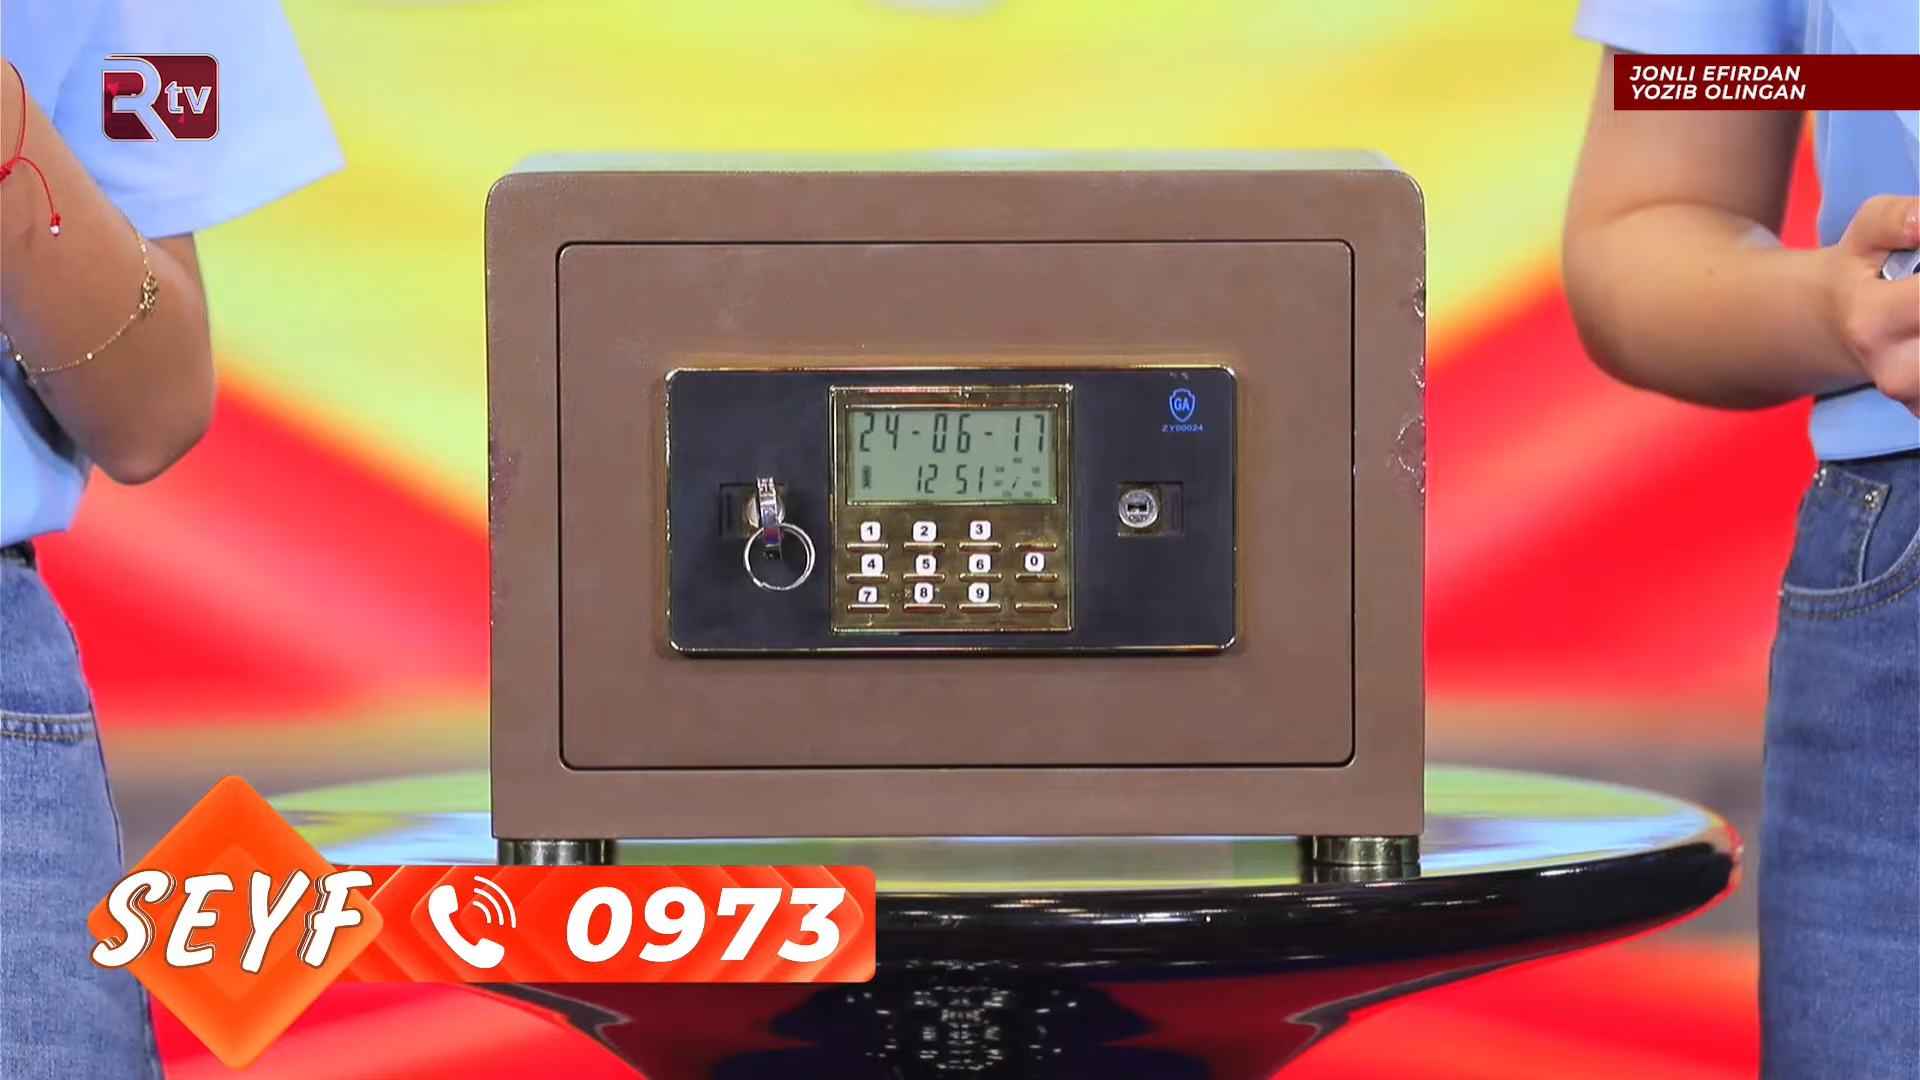 Rtv
JONLI EFIRDAN
YOZIB OLINGAN
GA
ZY00024
24-06-17
12 51
1 2 3
4 5 6 0
7 8 9
SEYF 0973